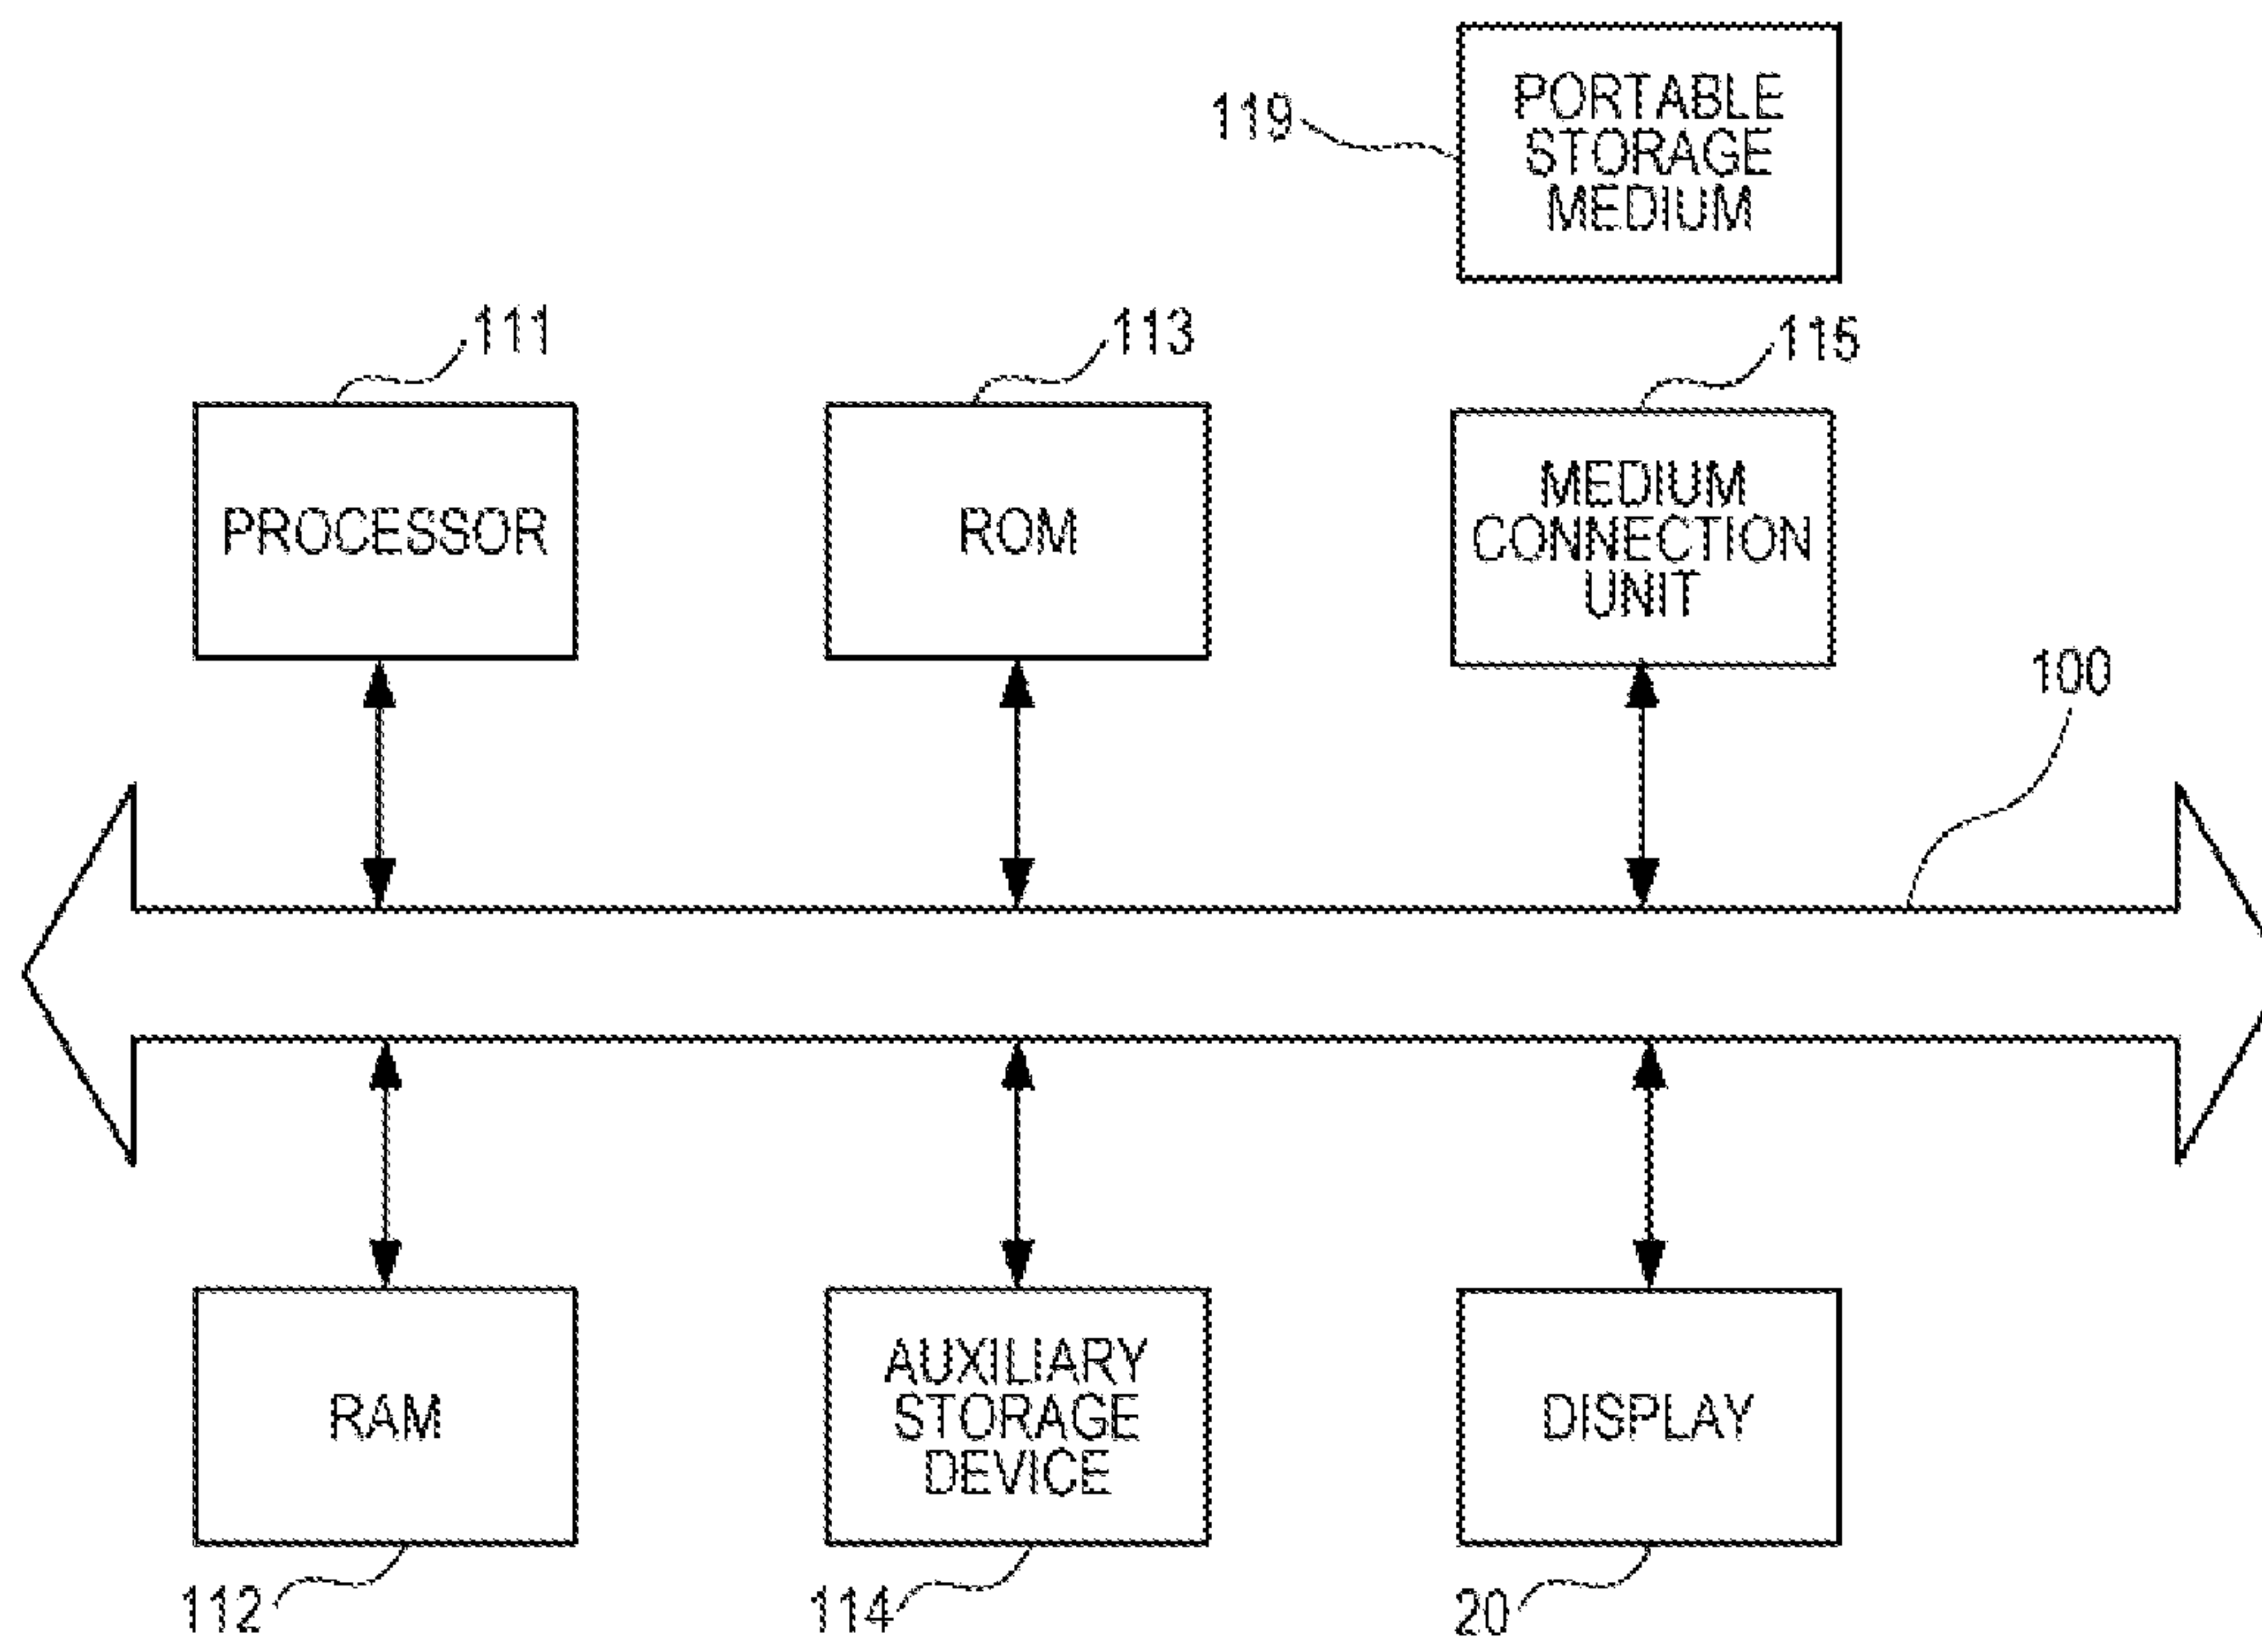 119
PORTABLE
STORAGE
MEDIUM
111
113
115
PROCESSOR
ROM
MEDIUM
CONNECTION
UNIT
100
RAM
AUXILIARY
STORAGE
DEVICE
DISPLAY
112
114
20